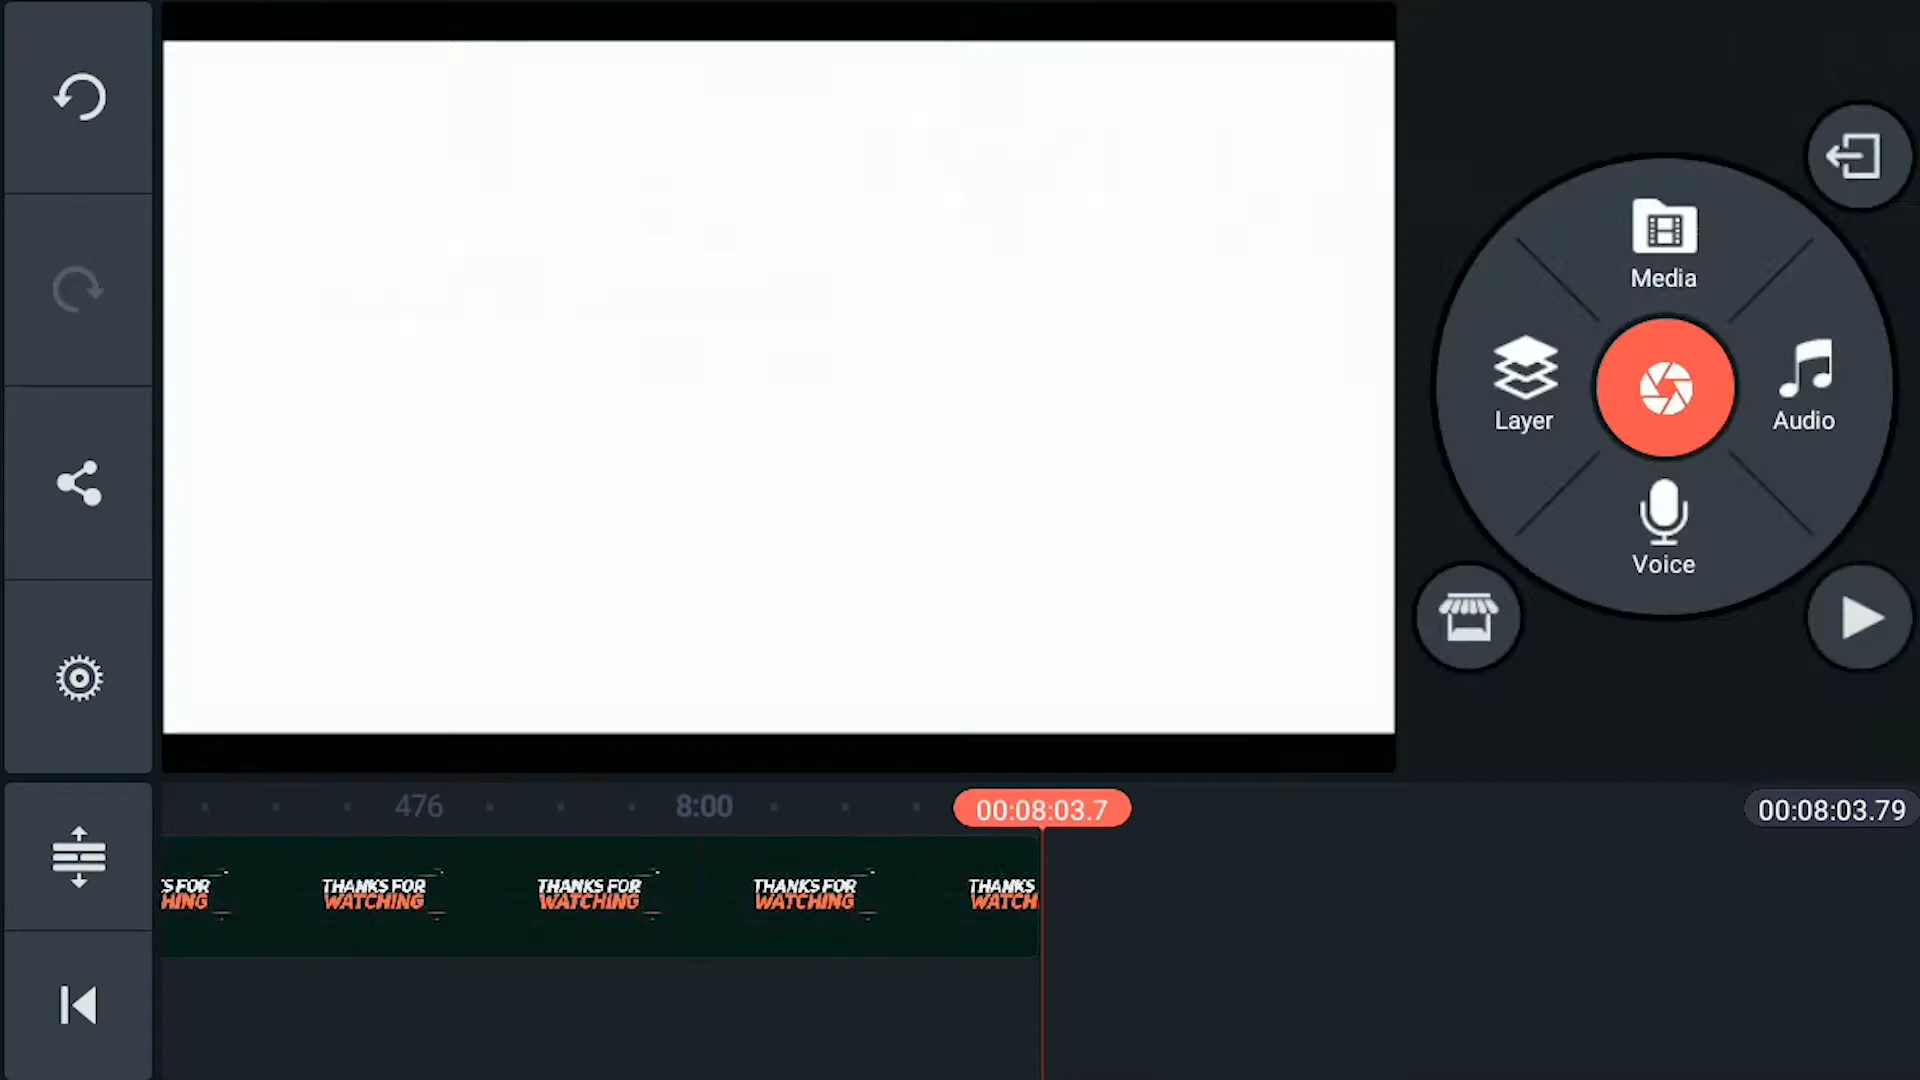 Media
Layer
Audio
Voice
476
8:00
00:08:03.7
00:08:03.79
S FOR
HING
THANKS FOR
WATCHING
THANKS FOR
WATCHING
THANKS FOR
WATCHING
THANKS
WATCH